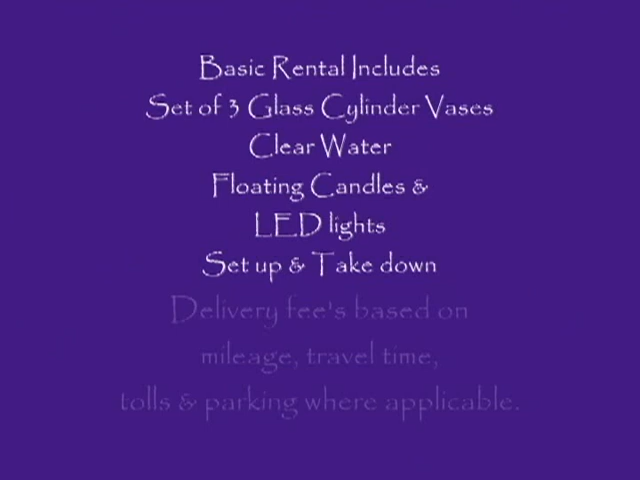 Basic Rental Includes
Set of 3 Glass Cylinder Vases
Clear Water
Floating Candles &
LED lights
Set up & Take down
Delivery fee's based on
mileage, travel time,
tolls & parking where applicable.